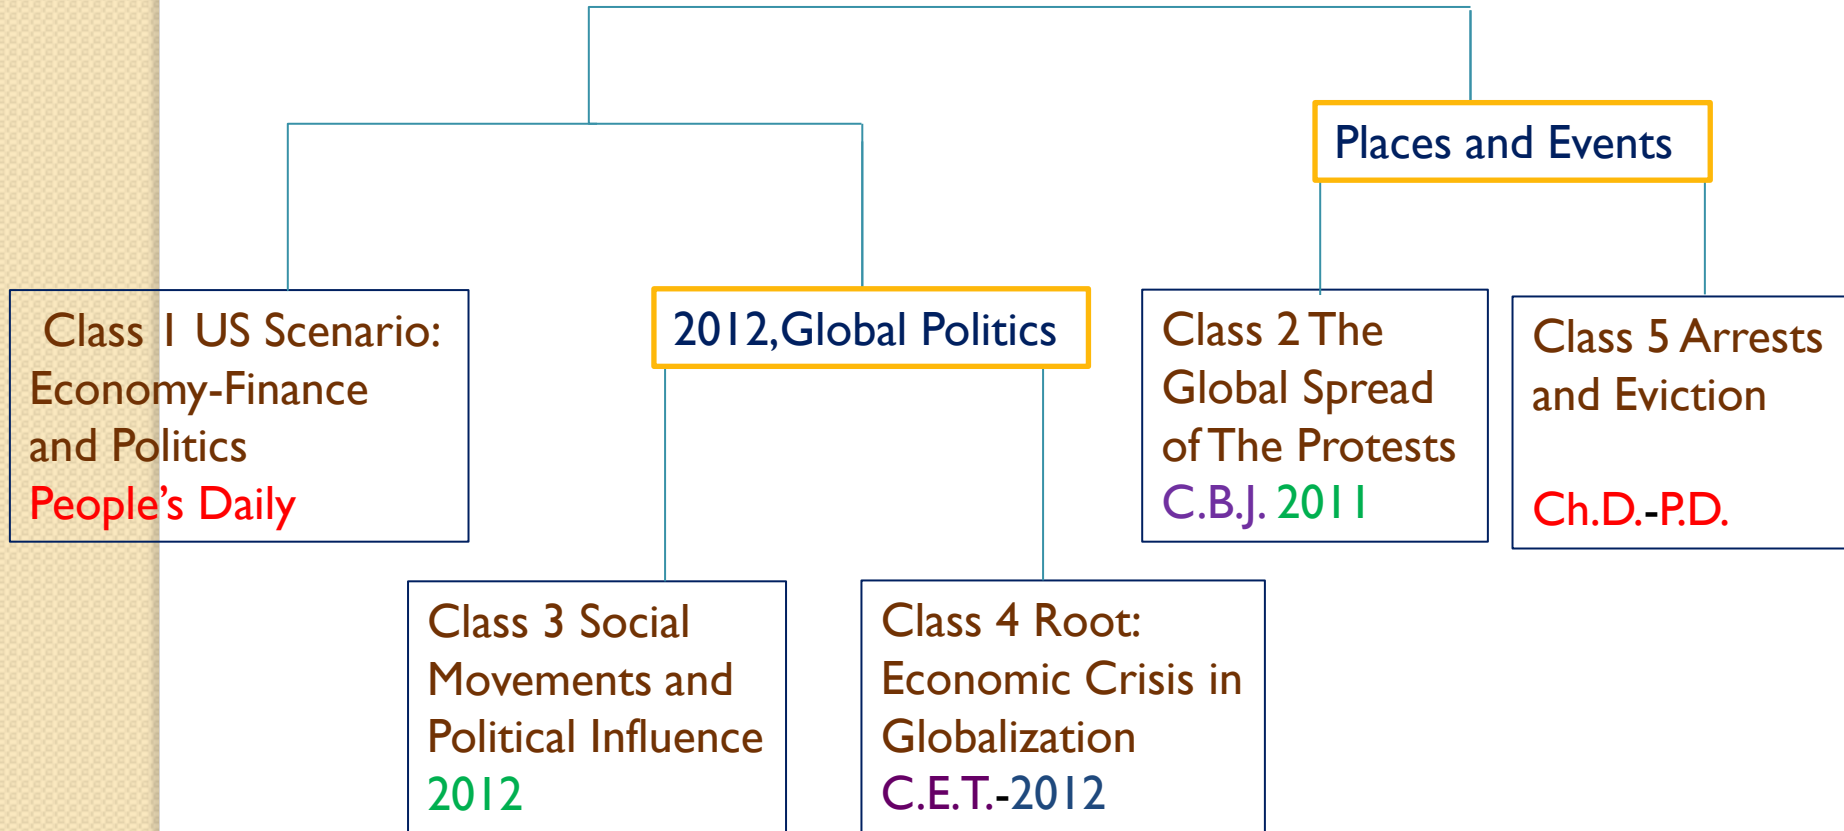 Places and Events
2012,Global Politics
Class 1 US Scenario:
Economy-Finance
and Politics
People's Daily
Class 2 The
Global Spread
of The Protests
C.B.J. 2011
Class 5 Arrests
and Eviction
Ch.D.-P.D.
Class 3 Social
Movements and
Political Influence
2012
Class 4 Root:
Economic Crisis in
Globalization
C.E.T.-2012